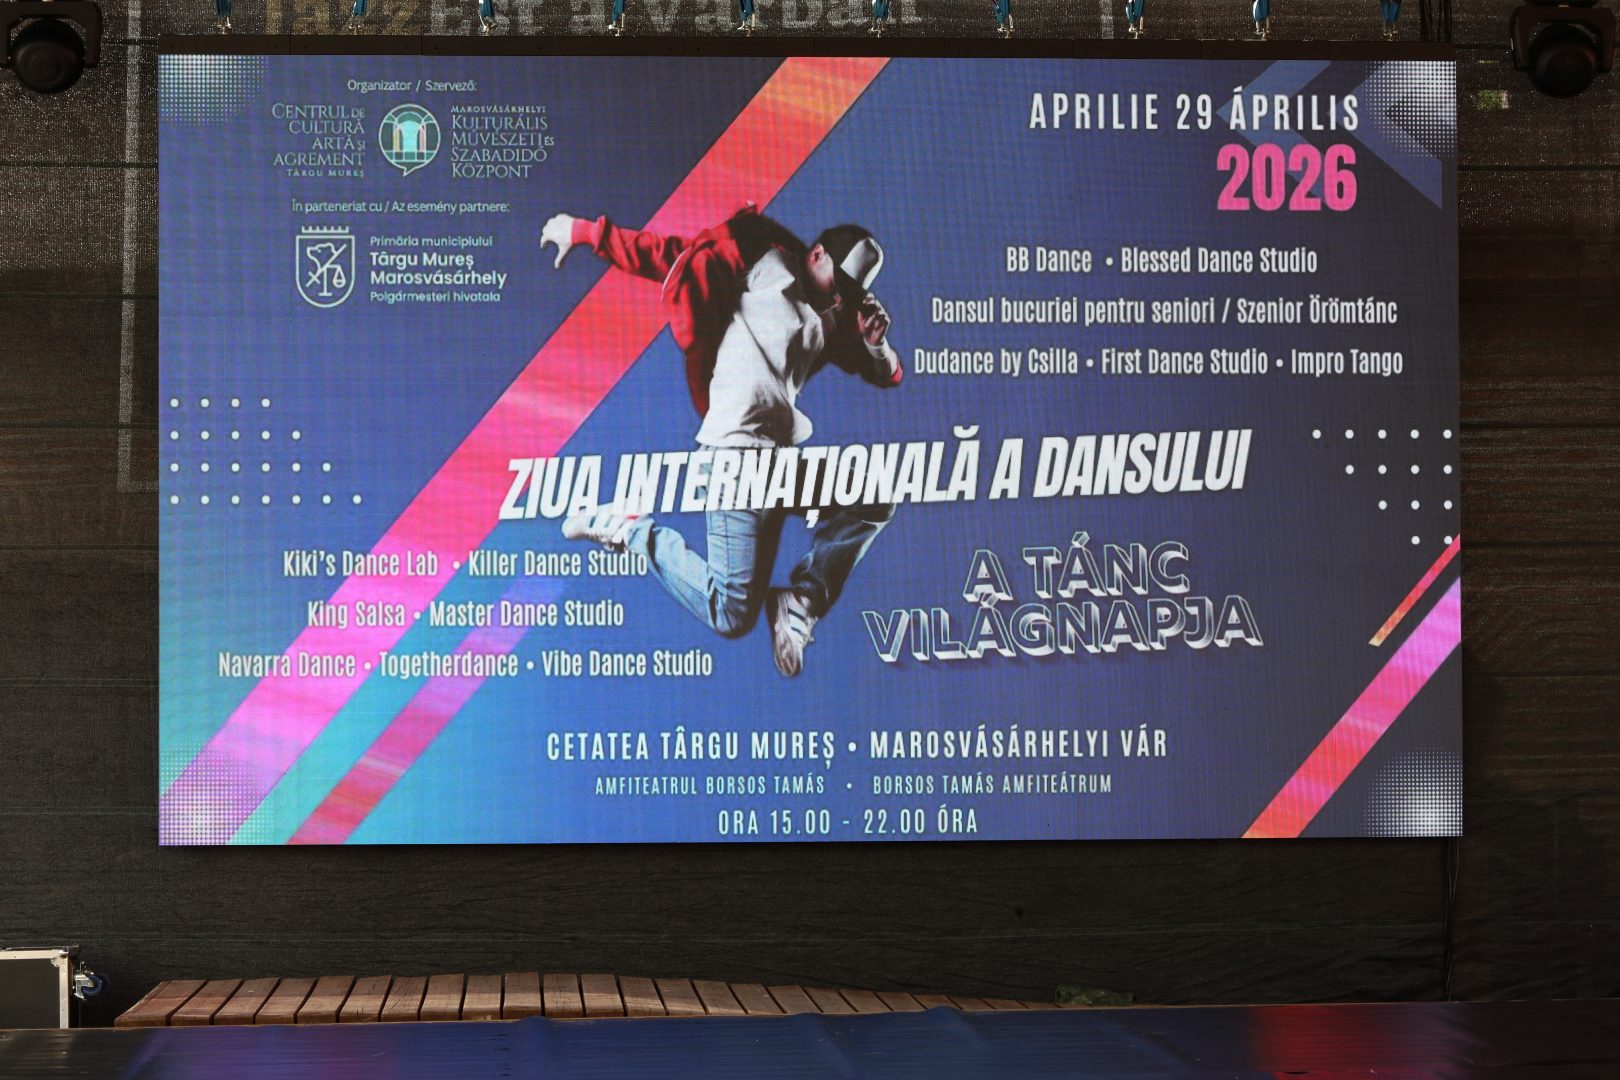 JazzEst a Várban
Organizator / Szervező:
CENTRUL DE
CULTURĂ
ARTĂ ȘI
AGREMENT
TÂRGU MUREȘ
MAROSVÁSÁRHELYI
KULTURÁLIS
MŰVÉSZETI ÉS
SZABADIDŐ
KÖZPONT
În parteneriat cu / Az esemény partnere:
Primăria municipiului
Târgu Mureș
Marosvásárhely
Polgármesteri hivatala
APRILIE 29 ÁPRILIS
2026
BB Dance • Blessed Dance Studio
Dansul bucuriei pentru seniori / Szenior Örömtánc
Dudance by Csilla • First Dance Studio • Impro Tango
ZIUA INTERNAȚIONALĂ A DANSULUI
A TÁNC
VILÁGNAPJA
Kiki's Dance Lab • Killer Dance Studio
King Salsa • Master Dance Studio
Navarra Dance • Togetherdance • Vibe Dance Studio
CETATEA TÂRGU MUREȘ • MAROSVÁSÁRHELYI VÁR
AMFITEATRUL BORSOS TAMÁS • BORSOS TAMÁS AMFITEÁTRUM
ORA 15.00 - 22.00 ÓRA